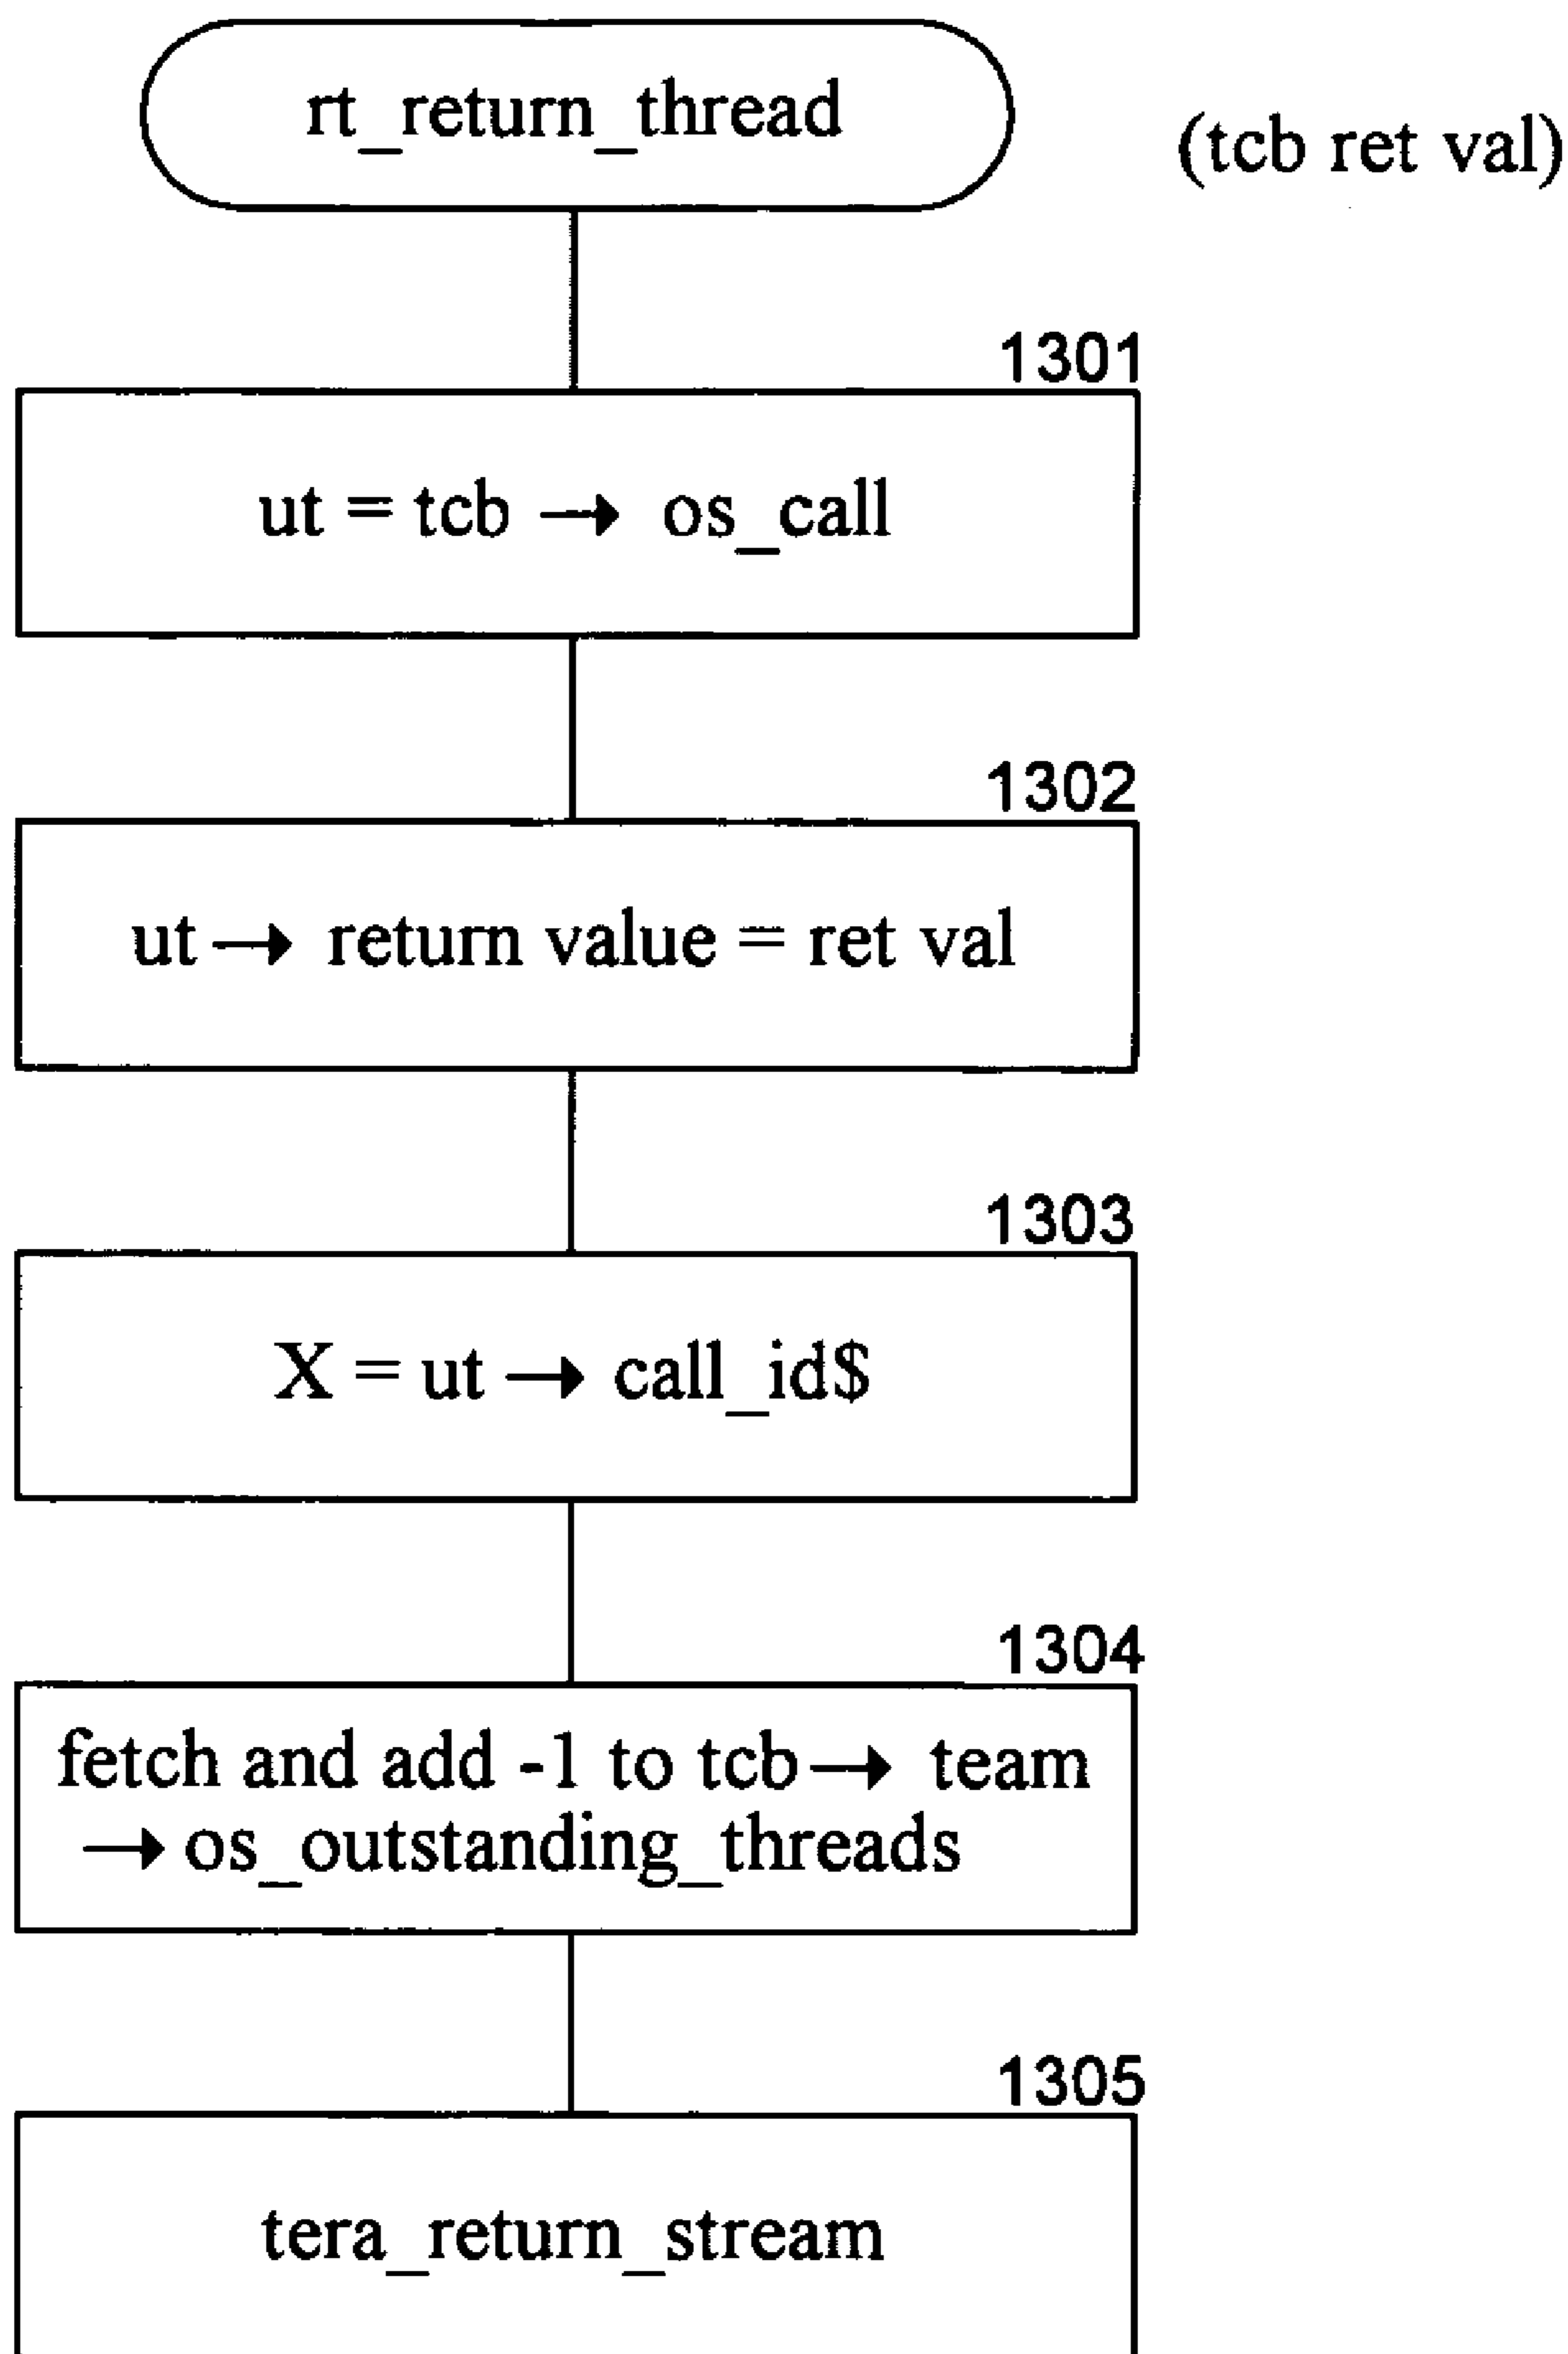 rt_return_thread
(tcb ret val)
1301
ut = tcb → os_call
1302
ut → return value = ret val
1303
X = ut → call_id$
1304
fetch and add -1 to tcb → team
→ os_outstanding_threads
1305
tera_return_stream